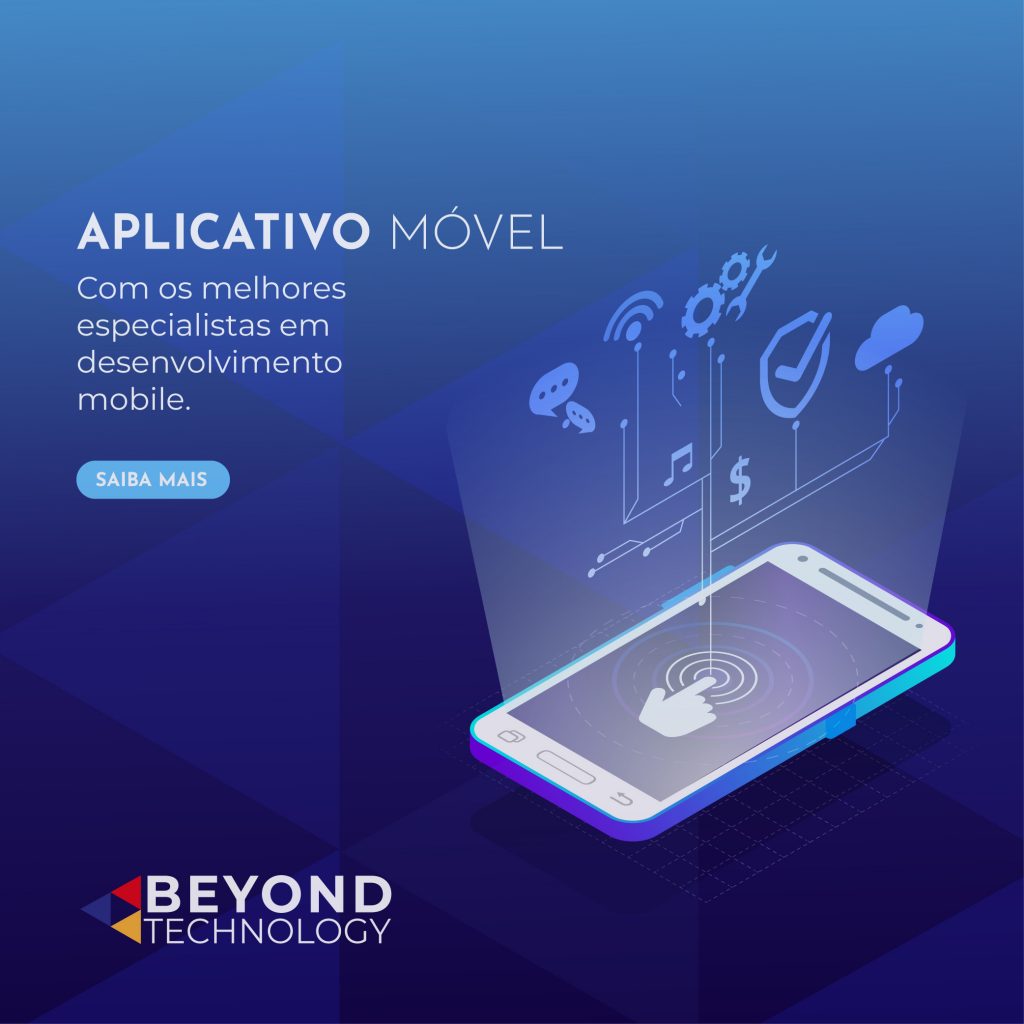 APLICATIVO MÓVEL
Com os melhores
especialistas em
desenvolvimento
mobile.
SAIBA MAIS
$
BEYOND
TECHNOLOGY